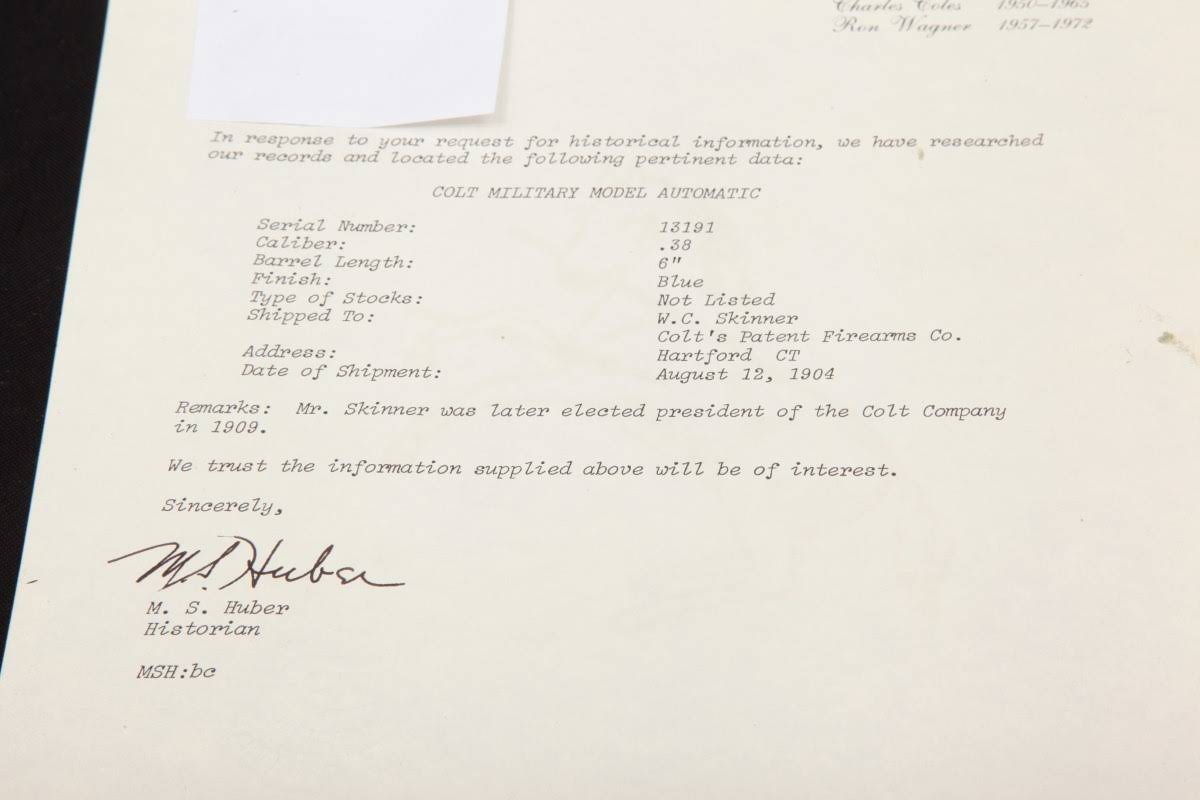 Charles Coles 1950–1965
Ron Wagner 1957–1972
In response to your request for historical information, we have researched
our records and located the following pertinent data:
COLT MILITARY MODEL AUTOMATIC
Serial Number: 13191
Caliber: .38
Barrel Length: 6"
Finish: Blue
Type of Stocks: Not Listed
Shipped To: W.C. Skinner
Colt's Patent Firearms Co.
Address: Hartford CT
Date of Shipment: August 12, 1904
Remarks: Mr. Skinner was later elected president of the Colt Company
in 1909.
We trust the information supplied above will be of interest.
Sincerely,
M. S. Huber
M. S. Huber
Historian
MSH:bc